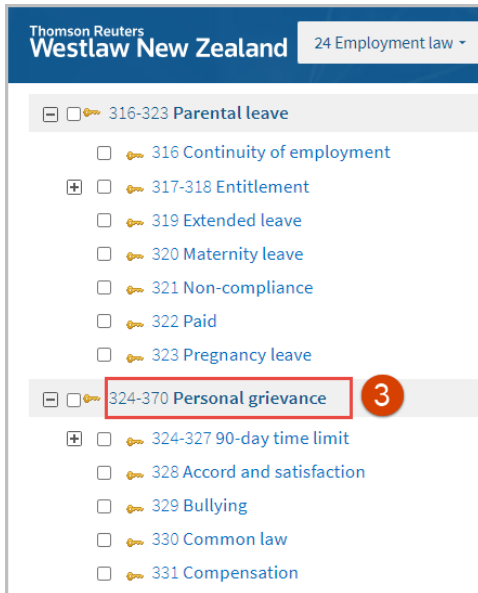 Thomson Reuters
Westlaw New Zealand
24 Employment law
316-323 Parental leave
316 Continuity of employment
317-318 Entitlement
319 Extended leave
320 Maternity leave
321 Non-compliance
322 Paid
323 Pregnancy leave
324-370 Personal grievance 3
324-327 90-day time limit
328 Accord and satisfaction
329 Bullying
330 Common law
331 Compensation